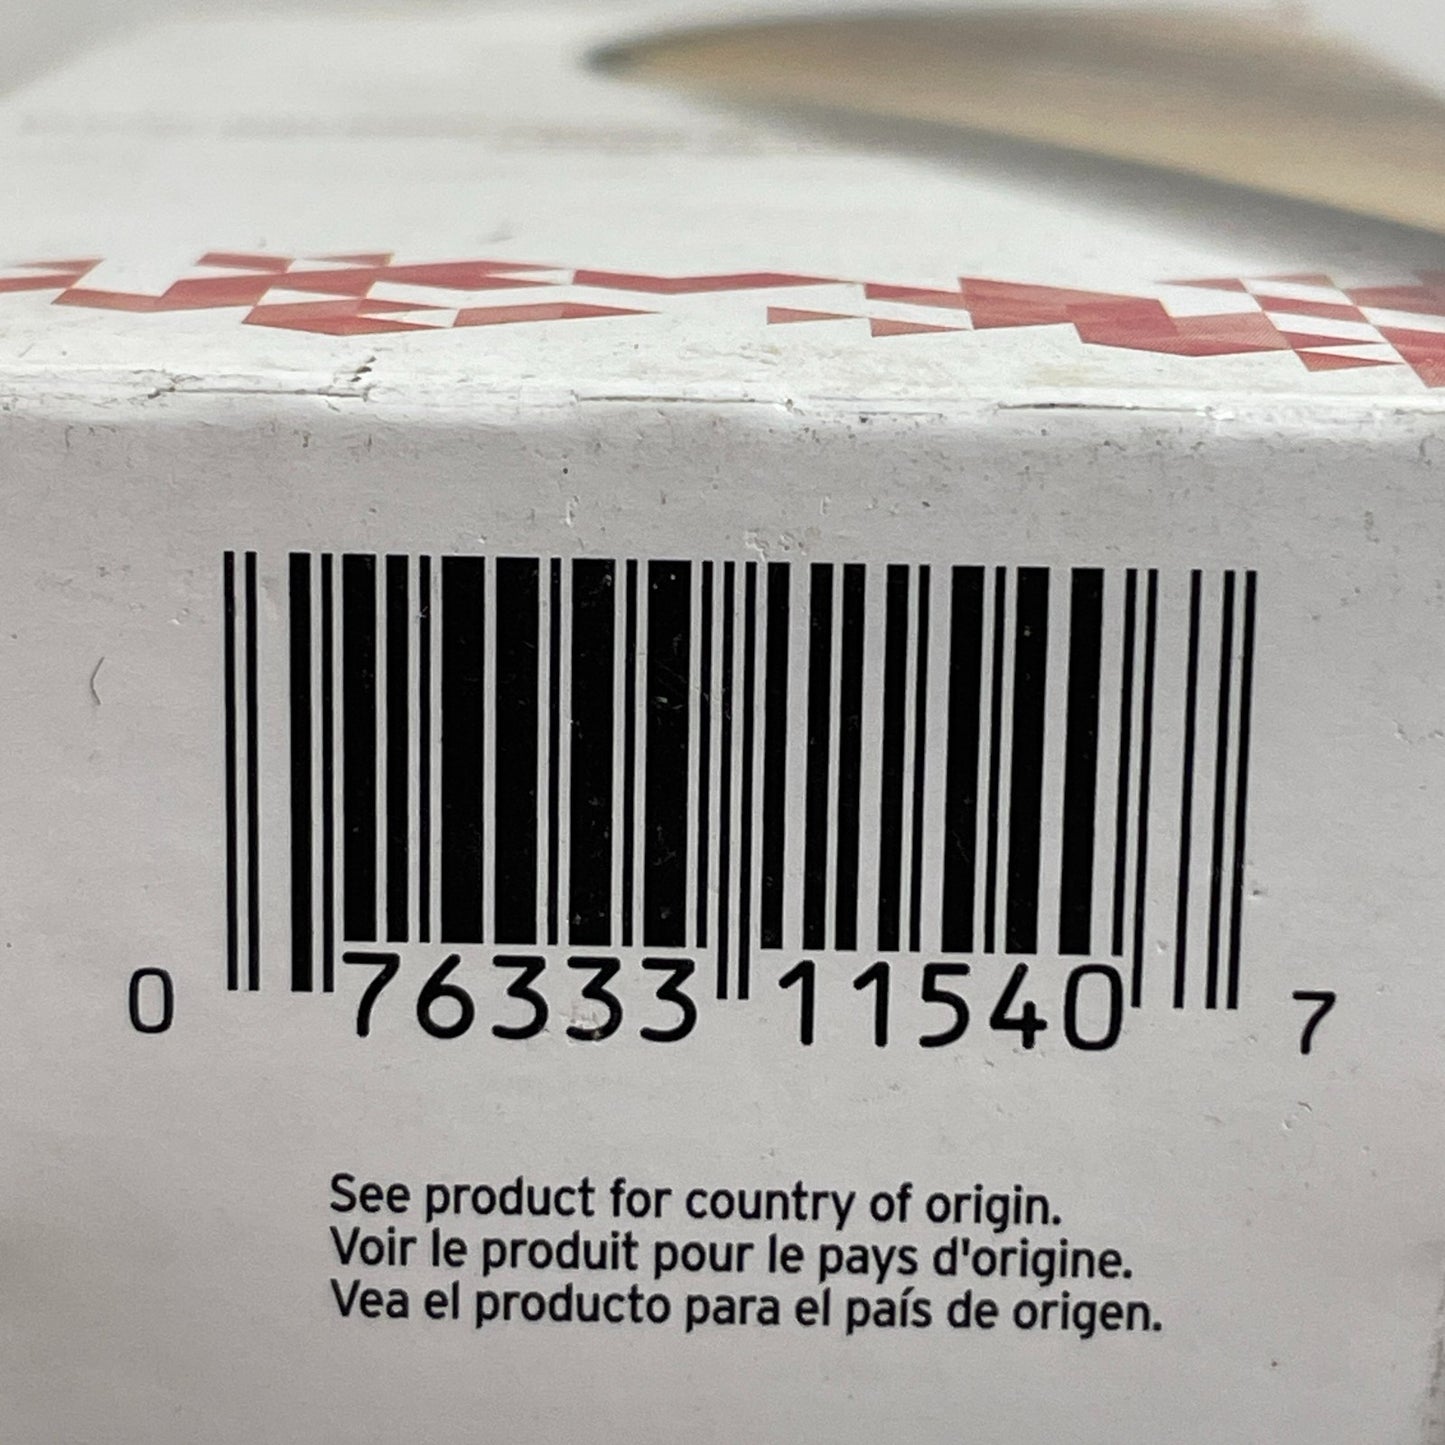 0 76333 11540 7
See product for country of origin.
Voir le produit pour le pays d'origine.
Vea el producto para el país de origen.